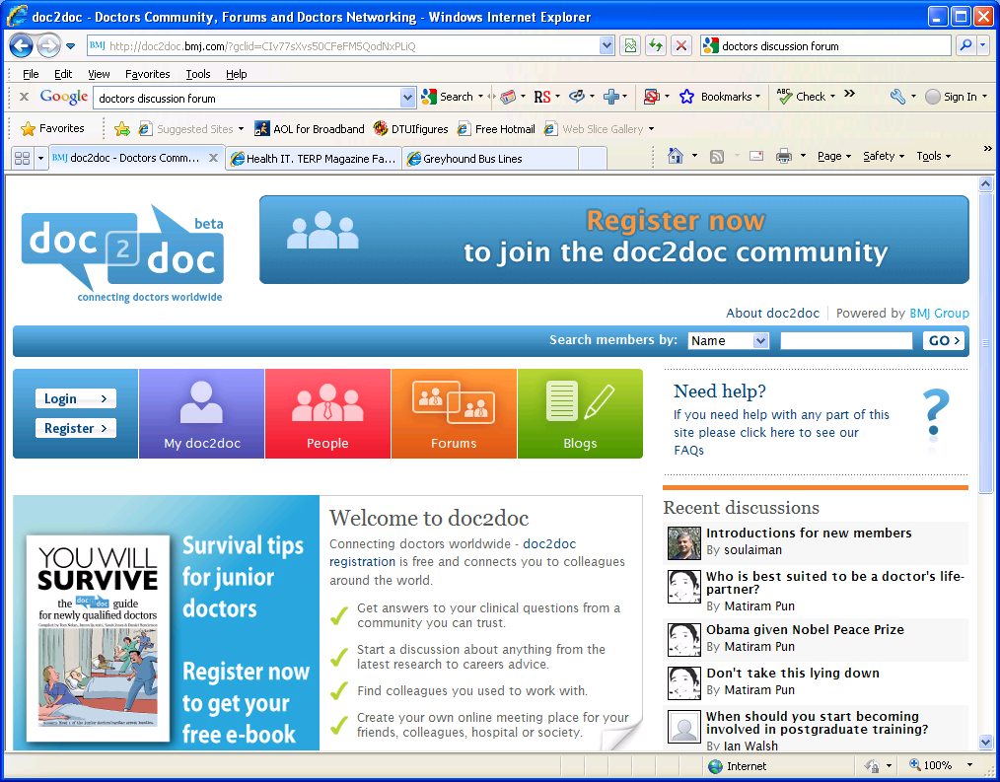 doc2doc - Doctors Community, Forums and Doctors Networking - Windows Internet Explorer
BMJ http://doc2doc.bmj.com/?gclid=CIv77sXvs50CFeFM5QodNxPLiQ
doctors discussion forum
File Edit View Favorites Tools Help
Google doctors discussion forum Search RS Bookmarks ABC Check » Sign In
Favorites Suggested Sites AOL for Broadband DTUIfigures Free Hotmail Web Slice Gallery
BMJ doc2doc - Doctors Comm... Health IT. TERP Magazine Fa... Greyhound Bus Lines Page Safety Tools »
doc 2 doc beta
connecting doctors worldwide
Register now
to join the doc2doc community
About doc2doc Powered by BMJ Group
Search members by: Name GO >
Login >
Register >
My doc2doc
People
Forums
Blogs
Need help?
If you need help with any part of this
site please click here to see our
FAQs
?
YOU WILL
SURVIVE
the doc2doc guide
for newly qualified doctors
Survival tips
for junior
doctors
Register now
to get your
free e-book
Welcome to doc2doc
Connecting doctors worldwide - doc2doc
registration is free and connects you to colleagues
around the world.
Get answers to your clinical questions from a
community you can trust.
Start a discussion about anything from the
latest research to careers advice.
Find colleagues you used to work with.
Create your own online meeting place for your
friends, colleagues, hospital or society.
Recent discussions
Introductions for new members
By soulaiman
Who is best suited to be a doctor's life-
partner?
By Matiram Pun
Obama given Nobel Peace Prize
By Matiram Pun
Don't take this lying down
By Matiram Pun
When should you start becoming
involved in postgraduate training?
By Ian Walsh
Internet 100%